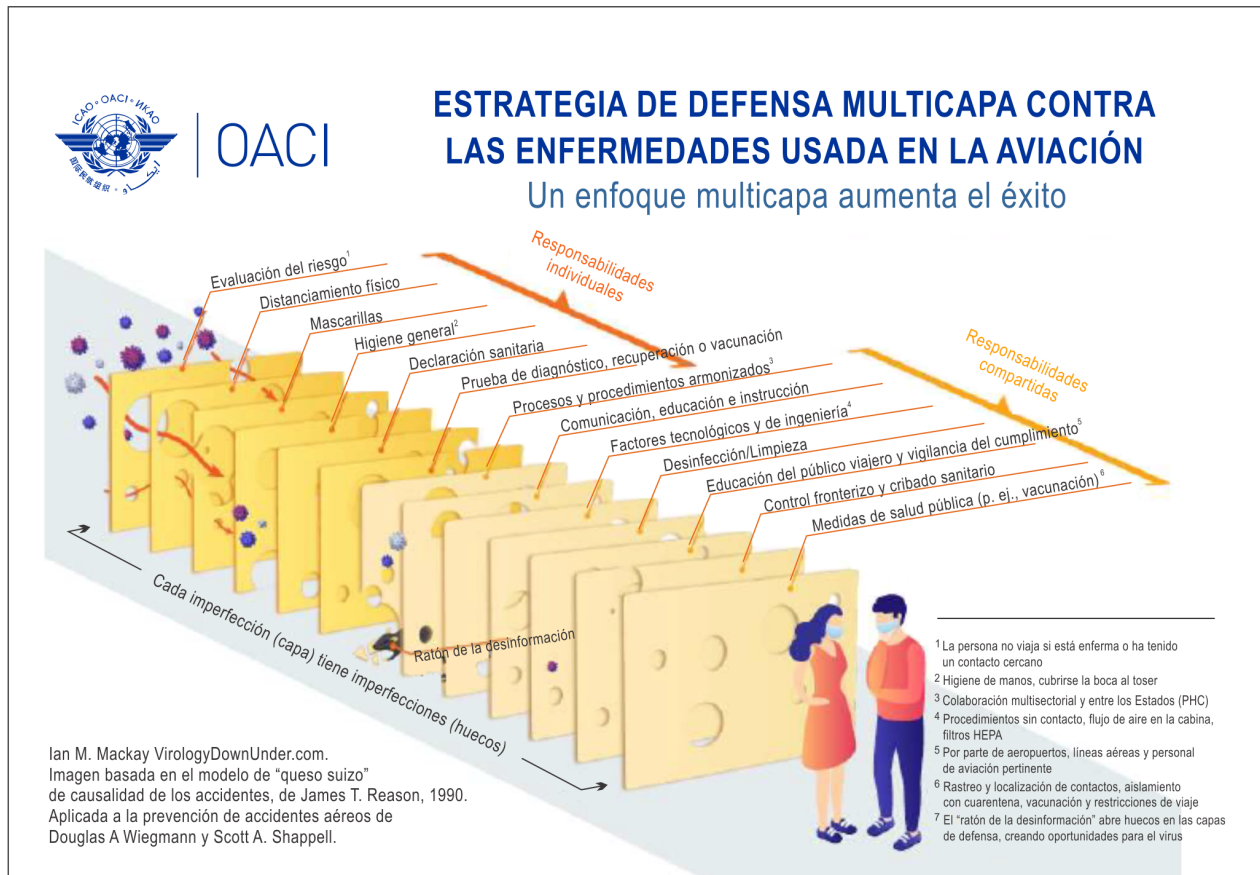 ICAO · OACI · ИКАО
国际民航组织 · إيكاو
OACI
ESTRATEGIA DE DEFENSA MULTICAPA CONTRA
LAS ENFERMEDADES USADA EN LA AVIACIÓN
Un enfoque multicapa aumenta el éxito
Responsabilidades
individuales
Evaluación del riesgo¹
Distanciamiento físico
Mascarillas
Higiene general²
Declaración sanitaria
Prueba de diagnóstico, recuperación o vacunación
Responsabilidades
compartidas
Procesos y procedimientos armonizados³
Comunicación, educación e instrucción
Factores tecnológicos y de ingeniería⁴
Desinfección/Limpieza
Educación del público viajero y vigilancia del cumplimiento⁵
Control fronterizo y cribado sanitario
Medidas de salud pública (p. ej., vacunación)⁶
Ratón de la desinformación
Cada imperfección (capa) tiene imperfecciones (huecos)
Ian M. Mackay VirologyDownUnder.com.
Imagen basada en el modelo de “queso suizo”
de causalidad de los accidentes, de James T. Reason, 1990.
Aplicada a la prevención de accidentes aéreos de
Douglas A Wiegmann y Scott A. Shappell.
¹ La persona no viaja si está enferma o ha tenido
un contacto cercano
² Higiene de manos, cubrirse la boca al toser
³ Colaboración multisectorial y entre los Estados (PHC)
⁴ Procedimientos sin contacto, flujo de aire en la cabina,
filtros HEPA
⁵ Por parte de aeropuertos, líneas aéreas y personal
de aviación pertinente
⁶ Rastreo y localización de contactos, aislamiento
con cuarentena, vacunación y restricciones de viaje
⁷ El “ratón de la desinformación” abre huecos en las capas
de defensa, creando oportunidades para el virus